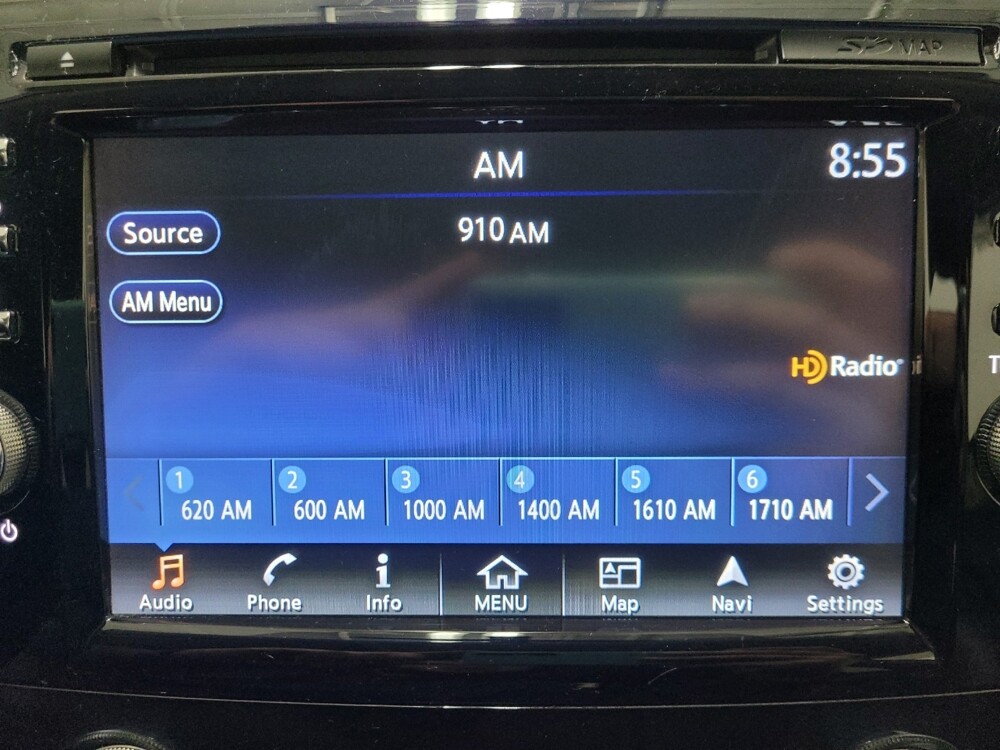 MAP
AM
8:55
Source
910 AM
AM Menu
HD Radio
1
620 AM
2
600 AM
3
1000 AM
4
1400 AM
5
1610 AM
6
1710 AM
Audio
Phone
Info
MENU
Map
Navi
Settings